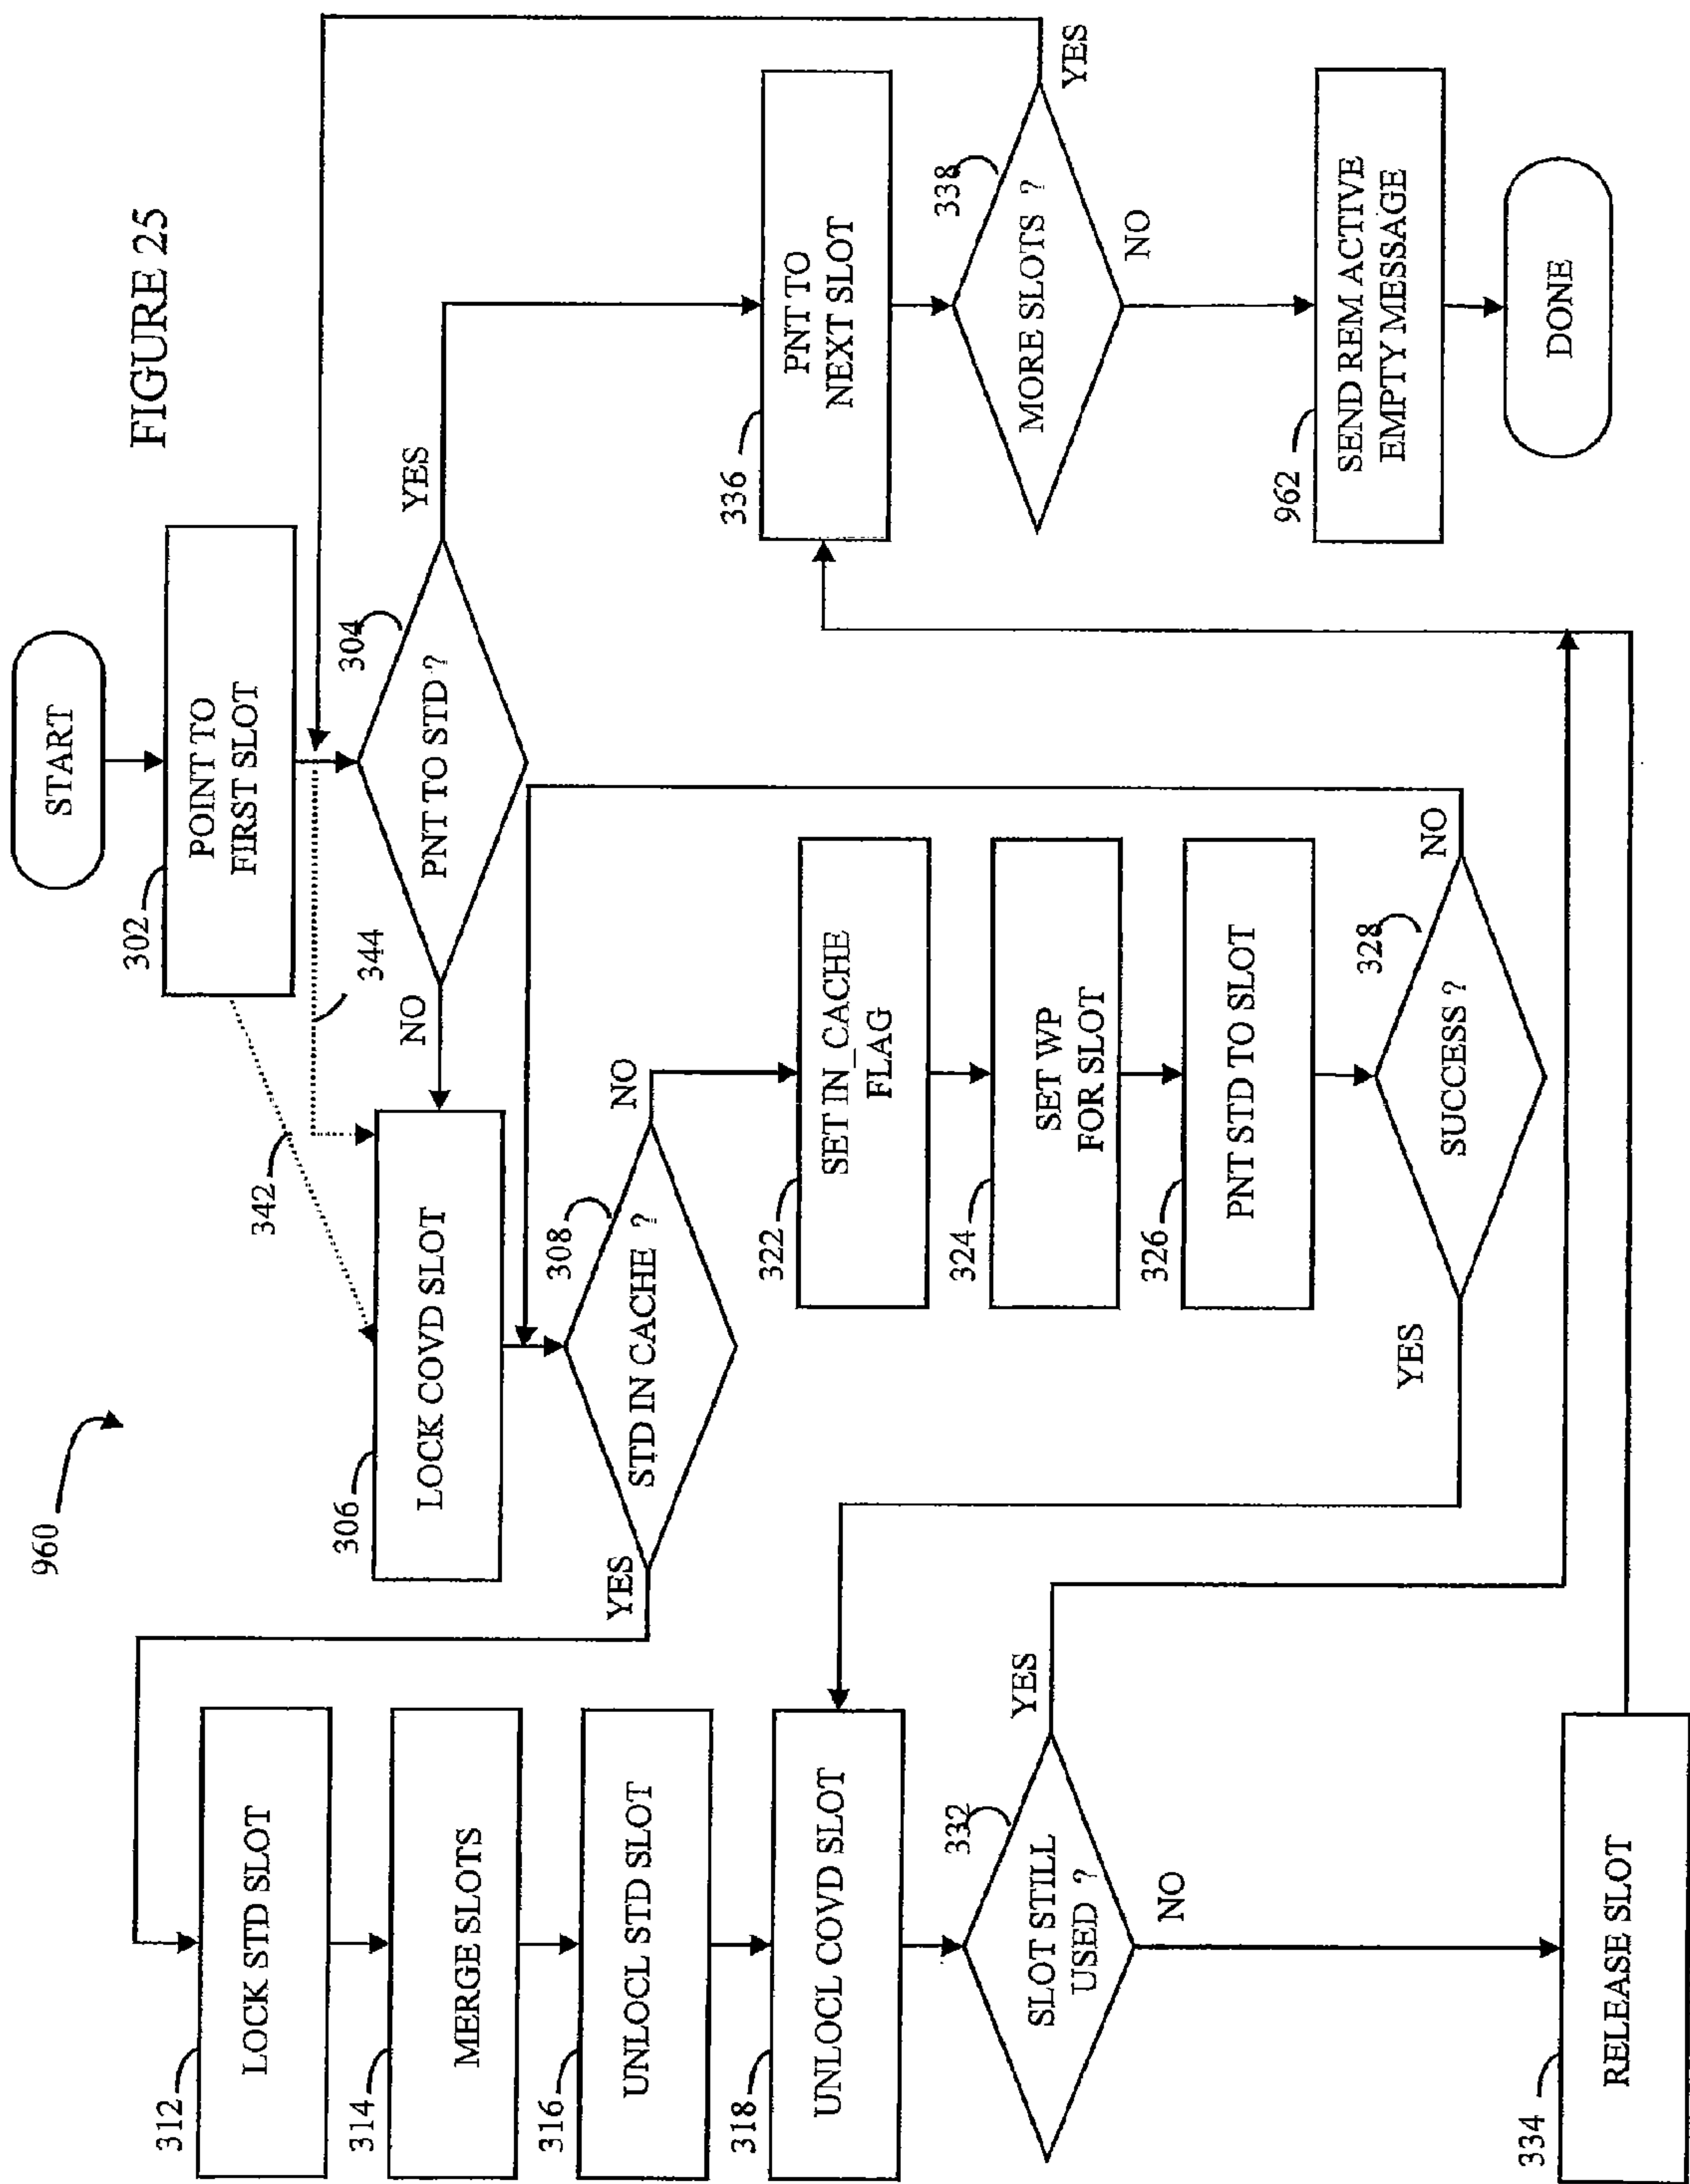 FIGURE 25
960
START
302
POINT TO
FIRST SLOT
342
344
304
PNT TO STD ?
YES
NO
306
LOCK COVD SLOT
308
STD IN CACHE ?
YES
NO
312
LOCK STD SLOT
314
MERGE SLOTS
316
UNLOCL STD SLOT
318
UNLOCL COVD SLOT
322
SET IN_CACHE
FLAG
324
SET WP
FOR SLOT
326
PNT STD TO SLOT
328
SUCCESS ?
YES
NO
332
SLOT STILL
USED ?
YES
NO
334
RELEASE SLOT
336
PNT TO
NEXT SLOT
338
MORE SLOTS ?
YES
NO
962
SEND REM ACTIVE
EMPTY MESSAGE
DONE